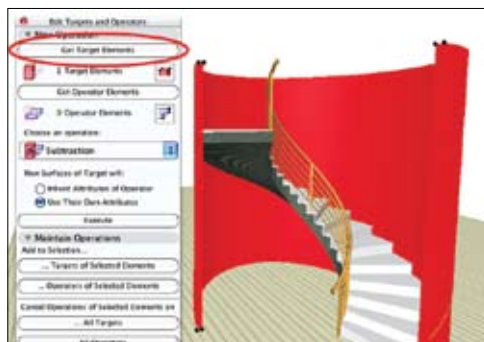 Edit Targets and Operators
New Operation
Get Target Elements
1 Target Elements
Get Operator Elements
0 Operator Elements
Choose an operation:
Subtraction
New Surfaces of Target will:
Inherit Attributes of Operator
Use Their Own Attributes
Execute
Maintain Operations
Add to Selection...
... Targets of Selected Elements
... Operators of Selected Elements
Cancel Operations of Selected Elements on
... All Targets